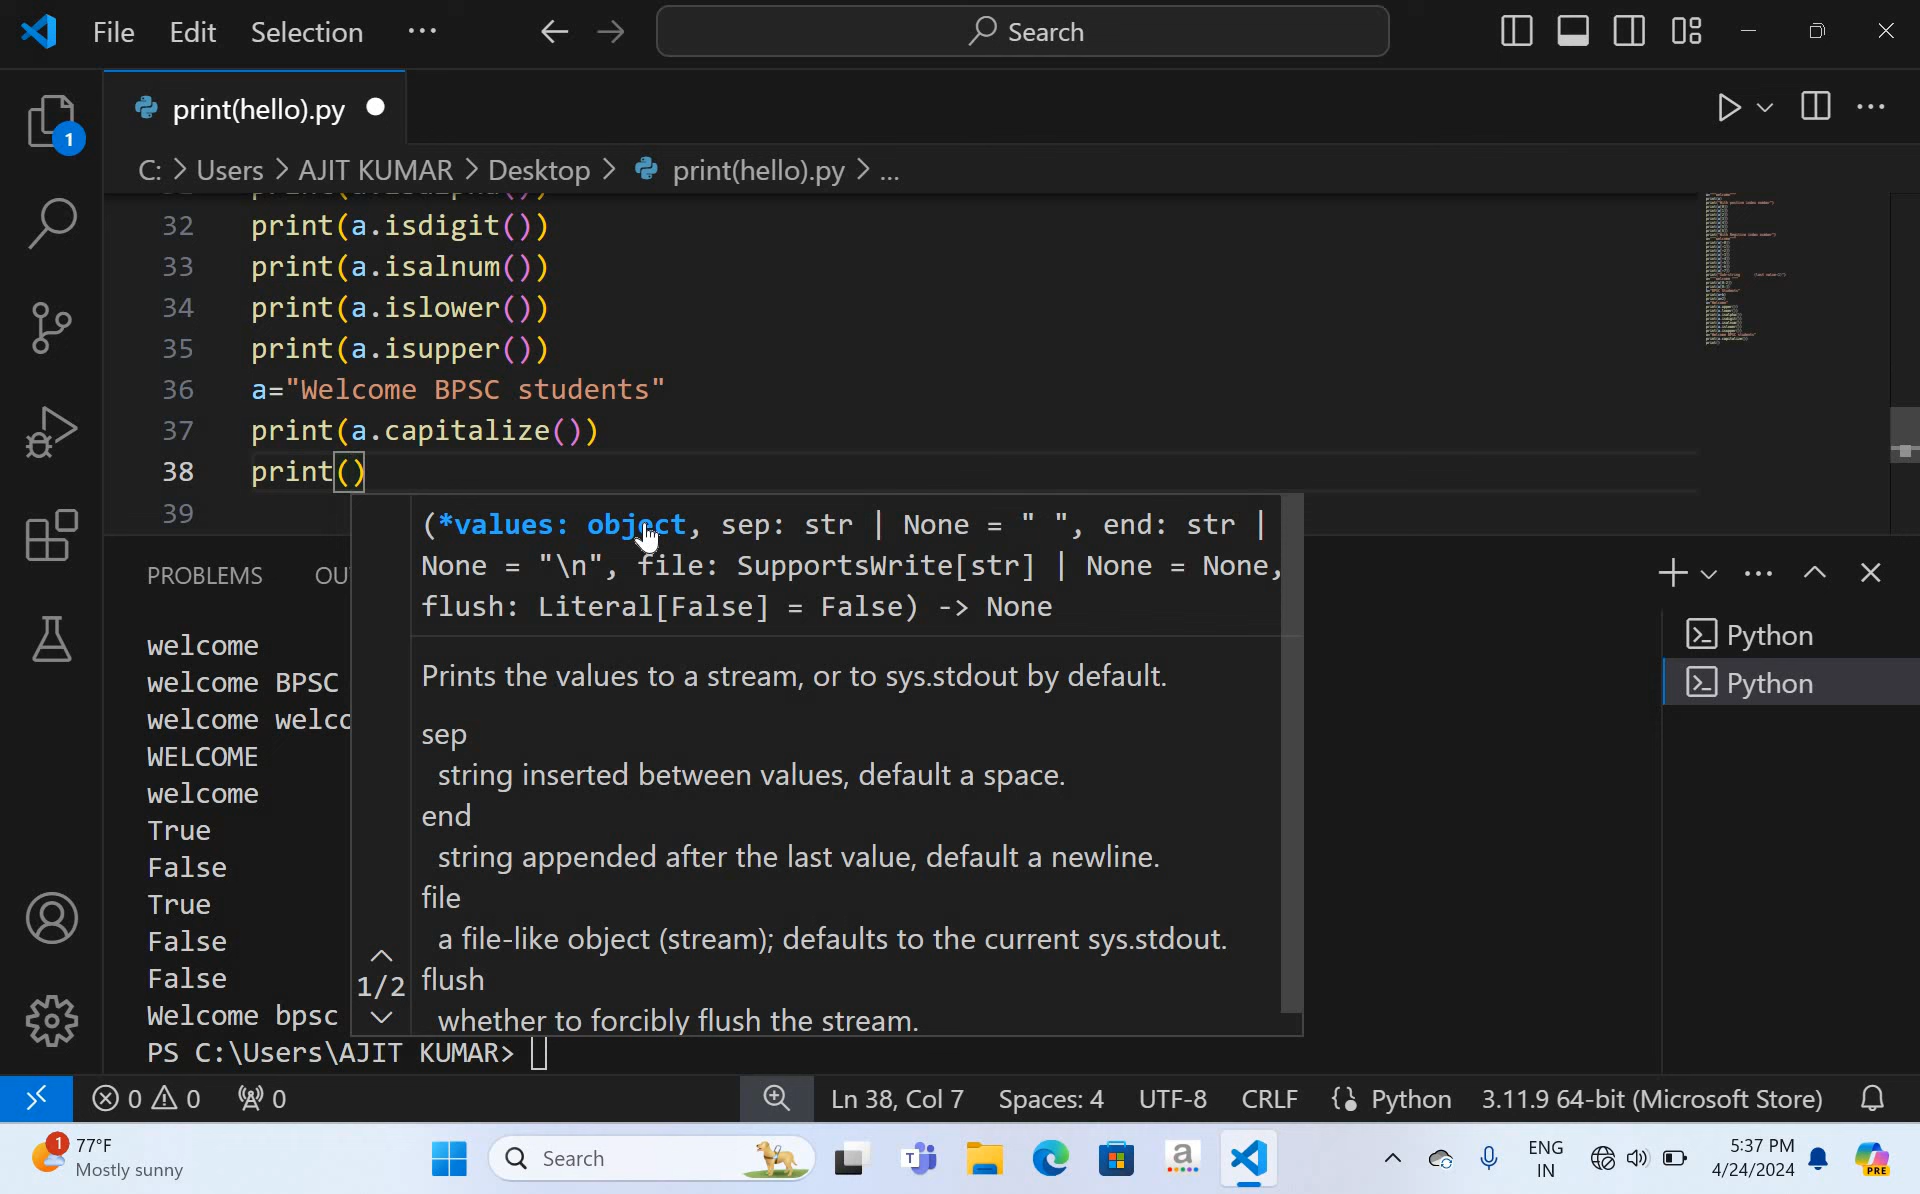 File Edit Selection ··· Search
print(hello).py
C: > Users > AJIT KUMAR > Desktop > print(hello).py > ...
32 print(a.isdigit())
33 print(a.isalnum())
34 print(a.islower())
35 print(a.isupper())
36 a="Welcome BPSC students"
37 print(a.capitalize())
38 print()
39
(*values: object, sep: str | None = " ", end: str |
None = "\n", file: SupportsWrite[str] | None = None,
flush: Literal[False] = False) -> None
Prints the values to a stream, or to sys.stdout by default.
sep
string inserted between values, default a space.
end
string appended after the last value, default a newline.
file
a file-like object (stream); defaults to the current sys.stdout.
flush
whether to forcibly flush the stream.
1/2
1
PROBLEMS OU
welcome
welcome BPSC
welcome welco
WELCOME
welcome
True
False
True
False
False
Welcome bpsc
PS C:\Users\AJIT KUMAR>
Python
Python
0 0 0 Ln 38, Col 7 Spaces: 4 UTF-8 CRLF {} Python 3.11.9 64-bit (Microsoft Store)
1 77°F
Mostly sunny
Search
ENG
IN
5:37 PM
4/24/2024
PRE